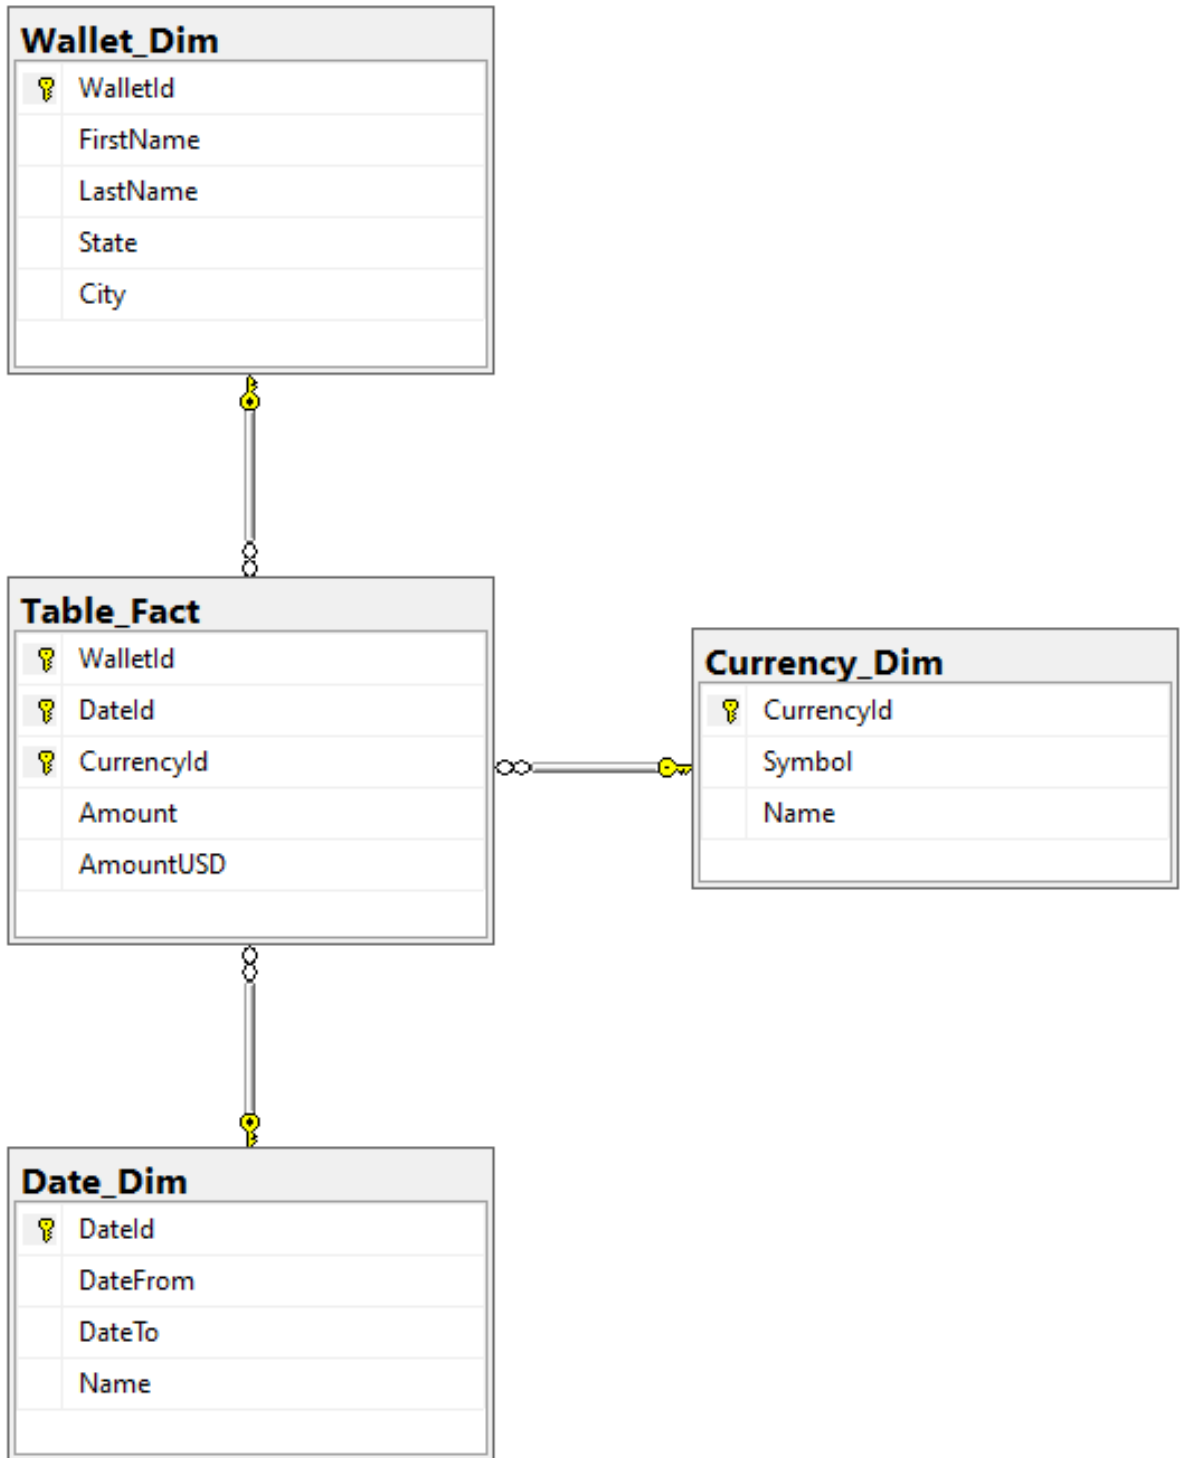 Wallet_Dim
WalletId
FirstName
LastName
State
City
Table_Fact
WalletId
DateId
CurrencyId
Amount
AmountUSD
Currency_Dim
CurrencyId
Symbol
Name
Date_Dim
DateId
DateFrom
DateTo
Name